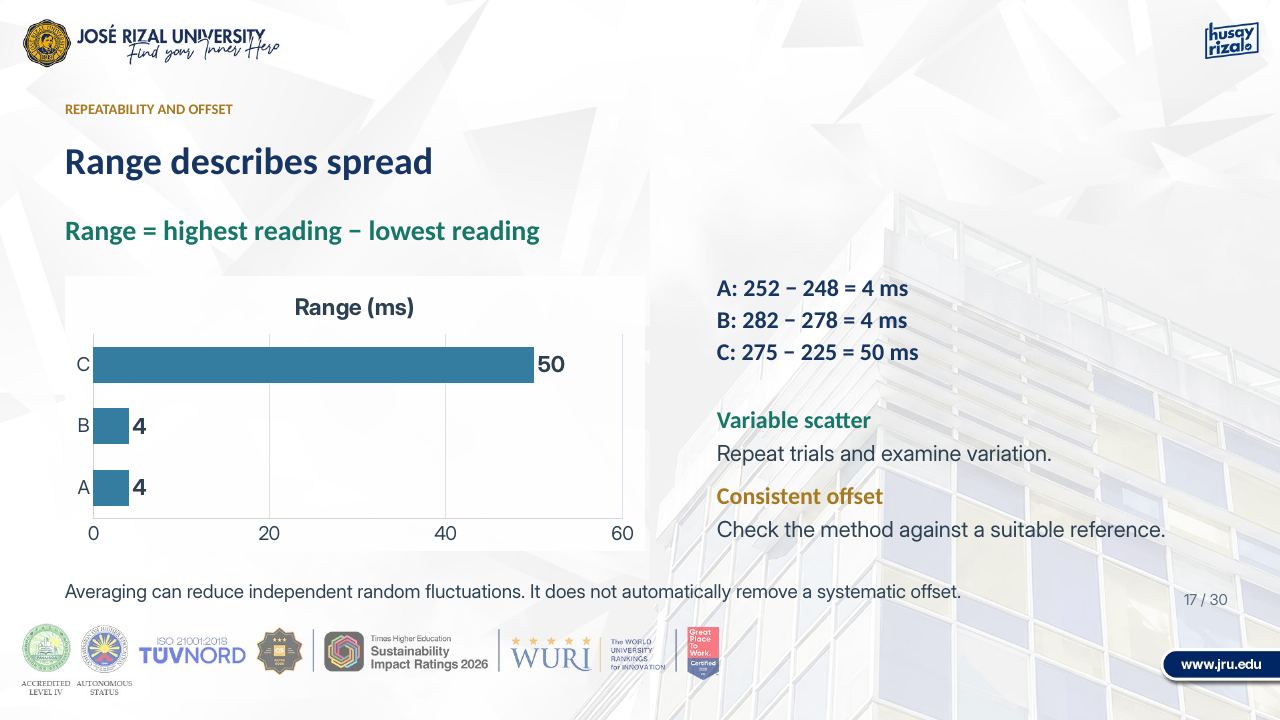 JOSÉ RIZAL UNIVERSITY
Find your Inner Hero
husay
rizal
REPEATABILITY AND OFFSET
Range describes spread
Range = highest reading − lowest reading
Range (ms)
C
50
B
4
A
4
0
20
40
60
A: 252 − 248 = 4 ms
B: 282 − 278 = 4 ms
C: 275 − 225 = 50 ms
Variable scatter
Repeat trials and examine variation.
Consistent offset
Check the method against a suitable reference.
Averaging can reduce independent random fluctuations. It does not automatically remove a systematic offset.
17 / 30
ACCREDITED
LEVEL IV
AUTONOMOUS
STATUS
ISO 21001:2018
TÜVNORD
Times Higher Education
Sustainability
Impact Ratings 2026
WURI
The WORLD
UNIVERSITY
RANKINGS
for INNOVATION
Great
Place
To
Work.
Certified
www.jru.edu